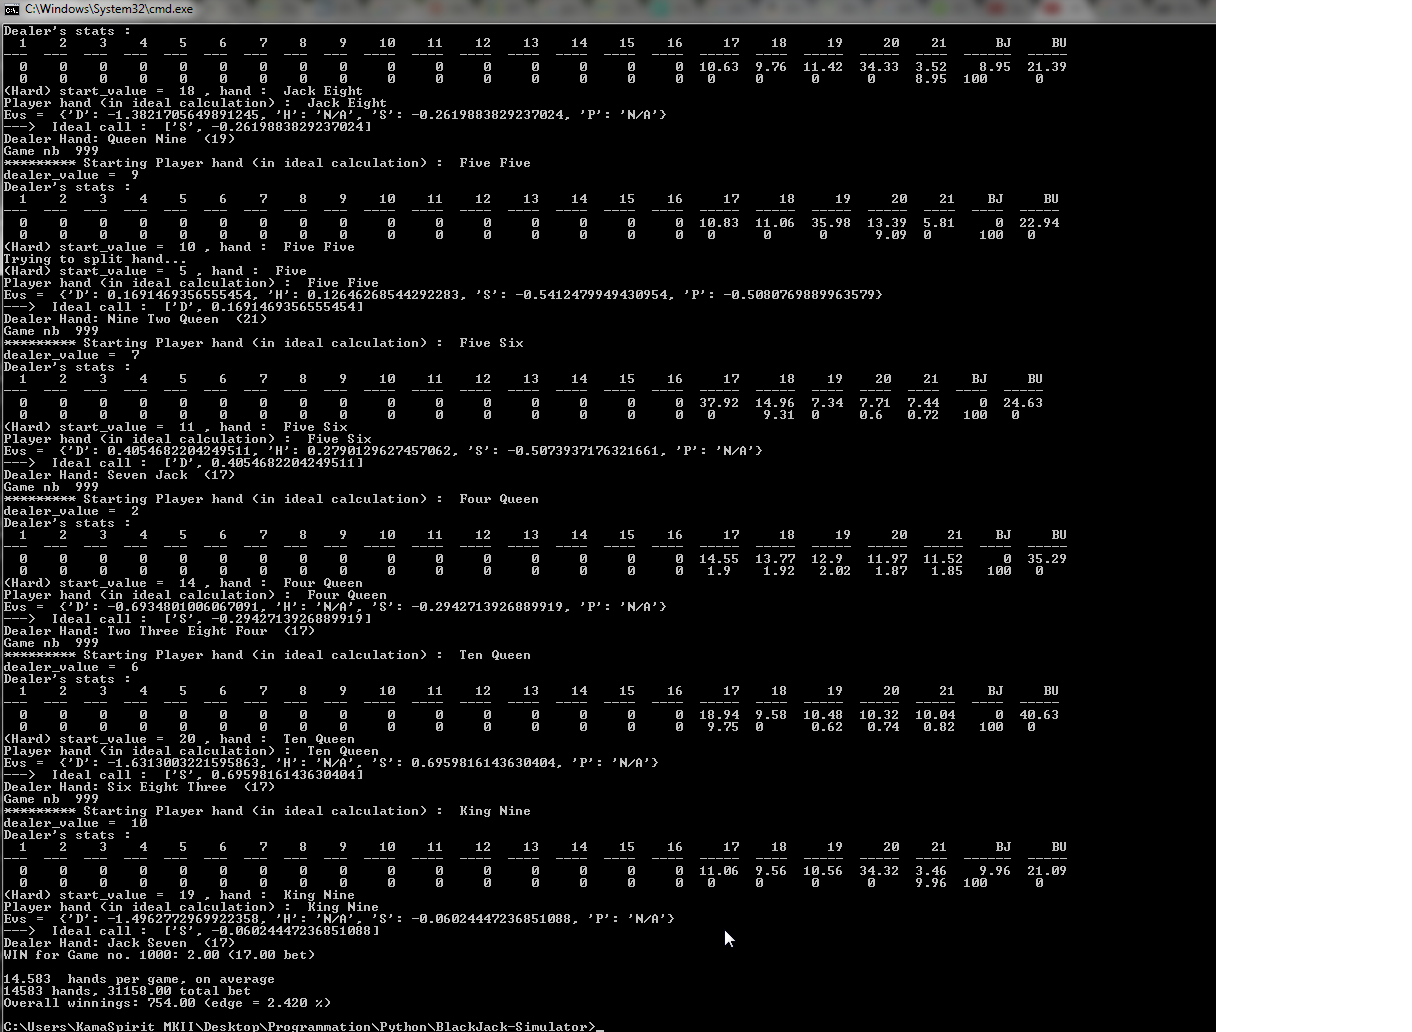 C:\Windows\System32\cmd.exe
Dealer's stats :
1 2 3 4 5 6 7 8 9 10 11 12 13 14 15 16 17 18 19 20 21 BJ BU
--- --- --- --- --- --- --- --- --- ---- ---- ---- ---- ---- ---- ---- ----- ---- ----- ----- ---- ---- -----
0 0 0 0 0 0 0 0 0 0 0 0 0 0 0 0 10.63 9.76 11.42 34.33 3.52 8.95 21.39
0 0 0 0 0 0 0 0 0 0 0 0 0 0 0 0 0 0 0 0 8.95 100 0
(Hard) start_value = 18 , hand : Jack Eight
Player hand (in ideal calculation) : Jack Eight
Evs = {'D': -1.3821705649891245, 'H': 'N/A', 'S': -0.2619883829237024, 'P': 'N/A'}
---> Ideal call : ['S', -0.2619883829237024]
Dealer Hand: Queen Nine (19)
Game nb 999
********* Starting Player hand (in ideal calculation) : Five Five
dealer_value = 9
Dealer's stats :
1 2 3 4 5 6 7 8 9 10 11 12 13 14 15 16 17 18 19 20 21 BJ BU
--- --- --- --- --- --- --- --- --- ---- ---- ---- ---- ---- ---- ---- ----- ----- ----- ----- ---- ---- -----
0 0 0 0 0 0 0 0 0 0 0 0 0 0 0 0 10.83 11.06 35.98 13.39 5.81 0 22.94
0 0 0 0 0 0 0 0 0 0 0 0 0 0 0 0 0 0 0 9.09 0 100 0
(Hard) start_value = 10 , hand : Five Five
Trying to split hand...
(Hard) start_value = 5 , hand : Five
Player hand (in ideal calculation) : Five Five
Evs = {'D': 0.1691469356555454, 'H': 0.12646268544292283, 'S': -0.5412479949430954, 'P': -0.5080769889963579}
---> Ideal call : ['D', 0.1691469356555454]
Dealer Hand: Nine Two Queen (21)
Game nb 999
********* Starting Player hand (in ideal calculation) : Five Six
dealer_value = 7
Dealer's stats :
1 2 3 4 5 6 7 8 9 10 11 12 13 14 15 16 17 18 19 20 21 BJ BU
--- --- --- --- --- --- --- --- --- ---- ---- ---- ---- ---- ---- ---- ----- ----- ---- ---- ---- ---- -----
0 0 0 0 0 0 0 0 0 0 0 0 0 0 0 0 37.92 14.96 7.34 7.71 7.44 0 24.63
0 0 0 0 0 0 0 0 0 0 0 0 0 0 0 0 0 9.31 0 0.6 0.72 100 0
(Hard) start_value = 11 , hand : Five Six
Player hand (in ideal calculation) : Five Six
Evs = {'D': 0.4054682204249511, 'H': 0.2790129627457062, 'S': -0.5073937176321661, 'P': 'N/A'}
---> Ideal call : ['D', 0.4054682204249511]
Dealer Hand: Seven Jack (17)
Game nb 999
********* Starting Player hand (in ideal calculation) : Four Queen
dealer_value = 2
Dealer's stats :
1 2 3 4 5 6 7 8 9 10 11 12 13 14 15 16 17 18 19 20 21 BJ BU
--- --- --- --- --- --- --- --- --- ---- ---- ---- ---- ---- ---- ---- ----- ----- ---- ----- ----- ---- -----
0 0 0 0 0 0 0 0 0 0 0 0 0 0 0 0 14.55 13.77 12.9 11.97 11.52 0 35.29
0 0 0 0 0 0 0 0 0 0 0 0 0 0 0 0 1.9 1.92 2.02 1.87 1.85 100 0
(Hard) start_value = 14 , hand : Four Queen
Player hand (in ideal calculation) : Four Queen
Evs = {'D': -0.6934801006067091, 'H': 'N/A', 'S': -0.2942713926889919, 'P': 'N/A'}
---> Ideal call : ['S', -0.2942713926889919]
Dealer Hand: Two Three Eight Four (17)
Game nb 999
********* Starting Player hand (in ideal calculation) : Ten Queen
dealer_value = 6
Dealer's stats :
1 2 3 4 5 6 7 8 9 10 11 12 13 14 15 16 17 18 19 20 21 BJ BU
--- --- --- --- --- --- --- --- --- ---- ---- ---- ---- ---- ---- ---- ----- ---- ----- ----- ----- ---- -----
0 0 0 0 0 0 0 0 0 0 0 0 0 0 0 0 18.94 9.58 10.48 10.32 10.04 0 40.63
0 0 0 0 0 0 0 0 0 0 0 0 0 0 0 0 9.75 0 0.62 0.74 0.82 100 0
(Hard) start_value = 20 , hand : Ten Queen
Player hand (in ideal calculation) : Ten Queen
Evs = {'D': -1.6313003221595863, 'H': 'N/A', 'S': 0.6959816143630404, 'P': 'N/A'}
---> Ideal call : ['S', 0.6959816143630404]
Dealer Hand: Six Eight Three (17)
Game nb 999
********* Starting Player hand (in ideal calculation) : King Nine
dealer_value = 10
Dealer's stats :
1 2 3 4 5 6 7 8 9 10 11 12 13 14 15 16 17 18 19 20 21 BJ BU
--- --- --- --- --- --- --- --- --- ---- ---- ---- ---- ---- ---- ---- ----- ---- ----- ----- ---- ---- -----
0 0 0 0 0 0 0 0 0 0 0 0 0 0 0 0 11.06 9.56 10.56 34.32 3.46 9.96 21.09
0 0 0 0 0 0 0 0 0 0 0 0 0 0 0 0 0 0 0 0 9.96 100 0
(Hard) start_value = 19 , hand : King Nine
Player hand (in ideal calculation) : King Nine
Evs = {'D': -1.4962772969922358, 'H': 'N/A', 'S': -0.06024447236851088, 'P': 'N/A'}
---> Ideal call : ['S', -0.06024447236851088]
Dealer Hand: Jack Seven (17)
WIN for Game no. 1000: 2.00 (17.00 bet)
14.583 hands per game, on average
14583 hands, 31158.00 total bet
Overall winnings: 754.00 (edge = 2.420 %)
C:\Users\KamaSpirit MKII\Desktop\Programmation\Python\BlackJack-Simulator>_